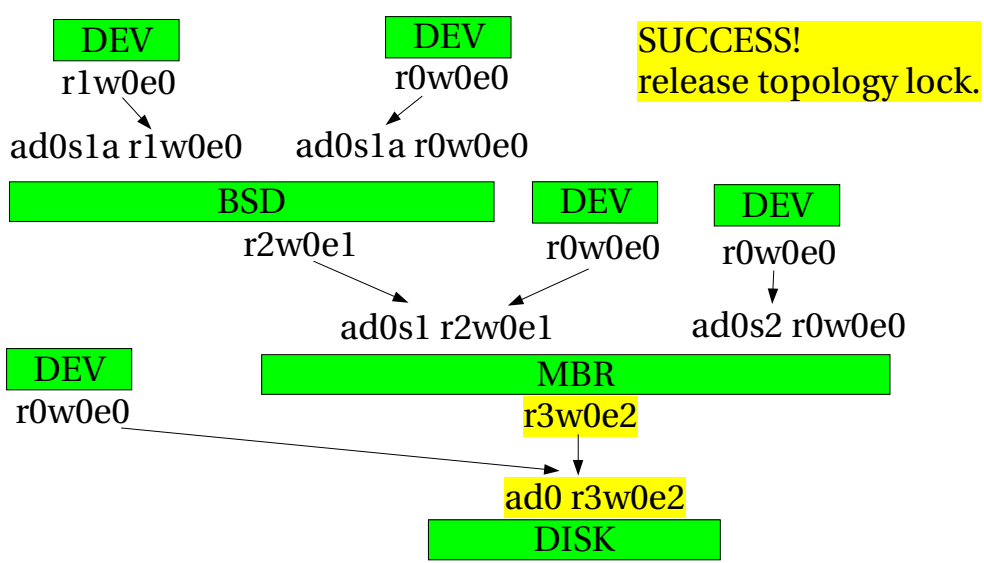 DEV
r1w0e0
DEV
r0w0e0
SUCCESS!
release topology lock.
ad0s1a r1w0e0
ad0s1a r0w0e0
BSD
r2w0e1
DEV
r0w0e0
DEV
r0w0e0
ad0s1 r2w0e1
ad0s2 r0w0e0
DEV
r0w0e0
MBR
r3w0e2
ad0 r3w0e2
DISK